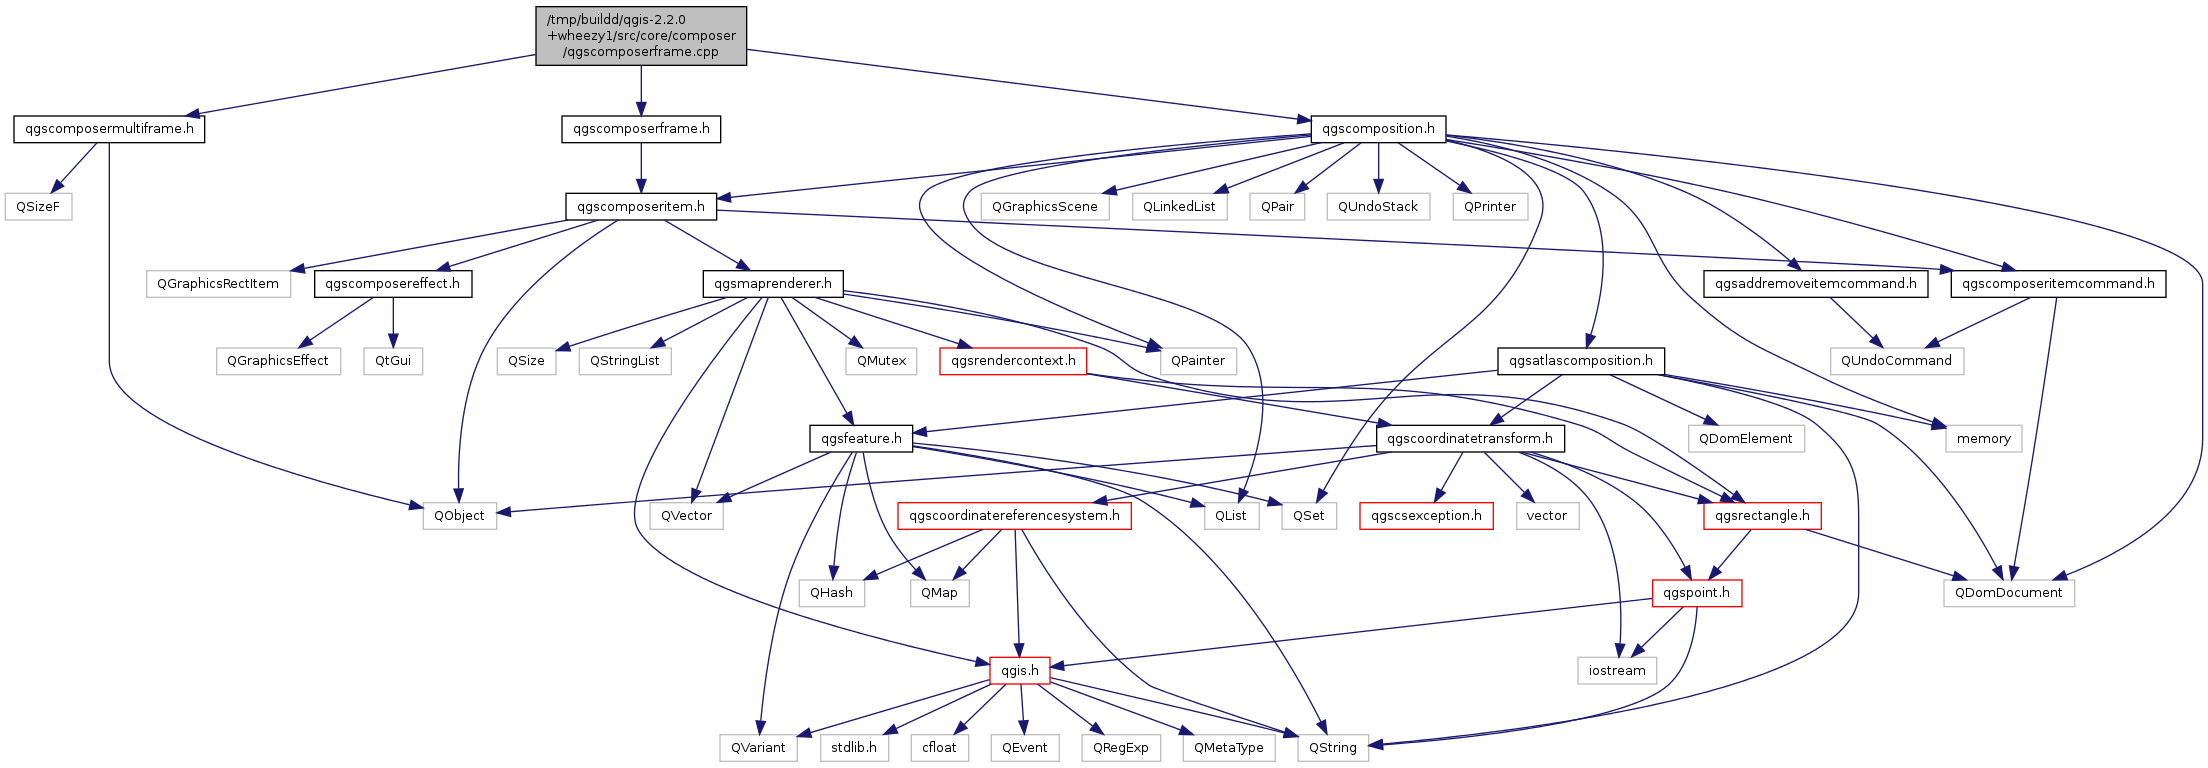 /tmp/buildd/qgis-2.2.0
+wheezy1/src/core/composer
/qgscomposerframe.cpp
qgscomposermultiframe.h
qgscomposerframe.h
qgscomposition.h
QSizeF
qgscomposeritem.h
QGraphicsScene
QLinkedList
QPair
QUndoStack
QPrinter
QGraphicsRectItem
qgscomposereffect.h
qgsmaprenderer.h
qgsaddremoveitemcommand.h
qgscomposeritemcommand.h
QGraphicsEffect
QtGui
QSize
QStringList
QMutex
qgsrendercontext.h
QPainter
qgsatlascomposition.h
QUndoCommand
qgsfeature.h
qgscoordinatetransform.h
QDomElement
memory
QObject
QVector
qgscoordinatereferencesystem.h
QList
QSet
qgscsexception.h
vector
qgsrectangle.h
QHash
QMap
qgspoint.h
QDomDocument
qgis.h
iostream
QVariant
stdlib.h
cfloat
QEvent
QRegExp
QMetaType
QString